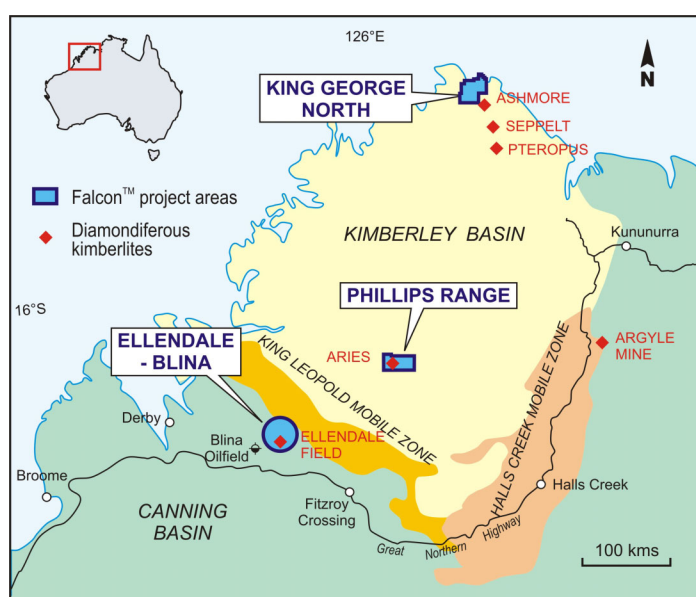 126°E
N
KING GEORGE
NORTH
ASHMORE
SEPPELT
PTEROPUS
Falcon™ project areas
Diamondiferous
kimberlites
KIMBERLEY BASIN
Kununurra
16°S
PHILLIPS RANGE
ELLENDALE
- BLINA
ARIES
ARGYLE
MINE
KING LEOPOLD MOBILE ZONE
HALLS CREEK MOBILE ZONE
Derby
Blina
Oilfield
ELLENDALE
FIELD
Broome
Fitzroy
Crossing
Halls Creek
CANNING
BASIN
Great Northern Highway
100 kms